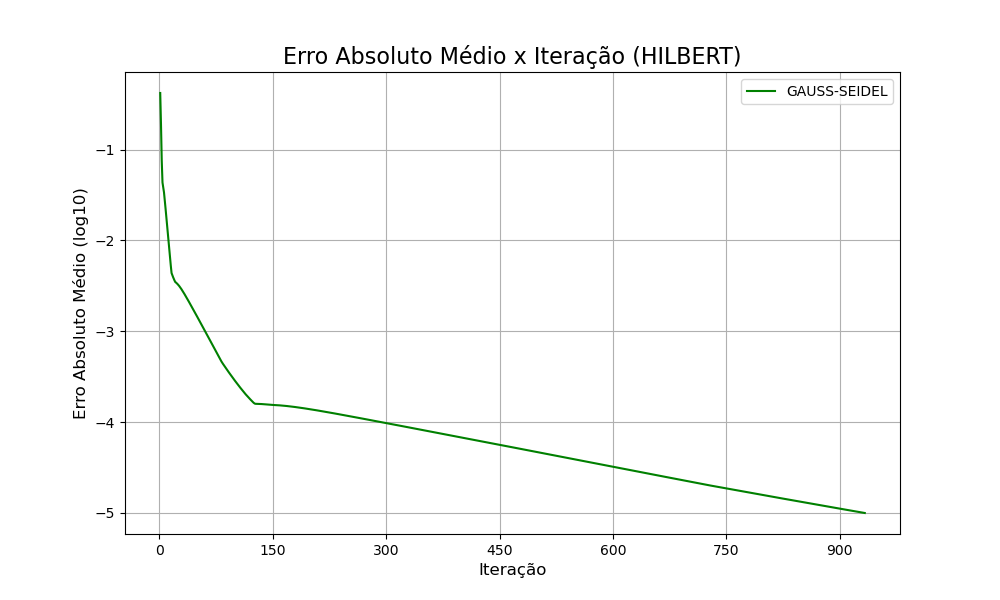 Erro Absoluto Médio x Iteração (HILBERT)
GAUSS-SEIDEL
Erro Absoluto Médio (log10)
−1
−2
−3
−4
−5
0 150 300 450 600 750 900
Iteração